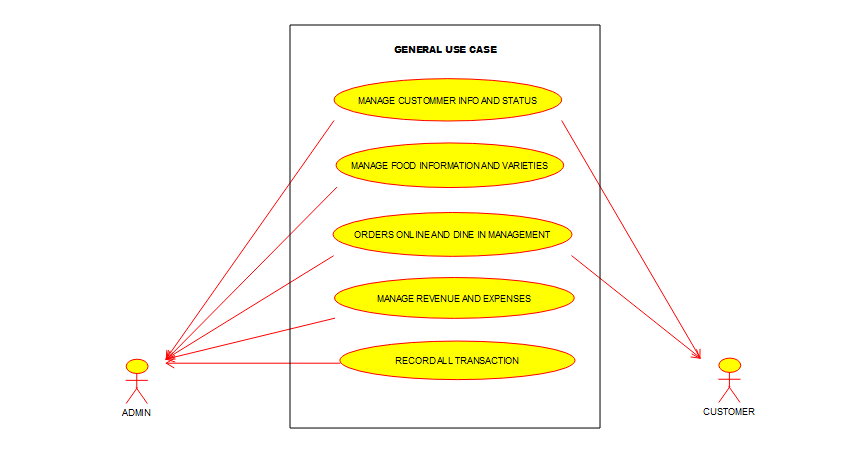 GENERAL USE CASE
MANAGE CUSTOMMER INFO AND STATUS
MANAGE FOOD INFORMATION AND VARIETIES
ORDERS ONLINE AND DINE IN MANAGEMENT
MANAGE REVENUE AND EXPENSES
RECORD ALL TRANSACTION
ADMIN
CUSTOMER